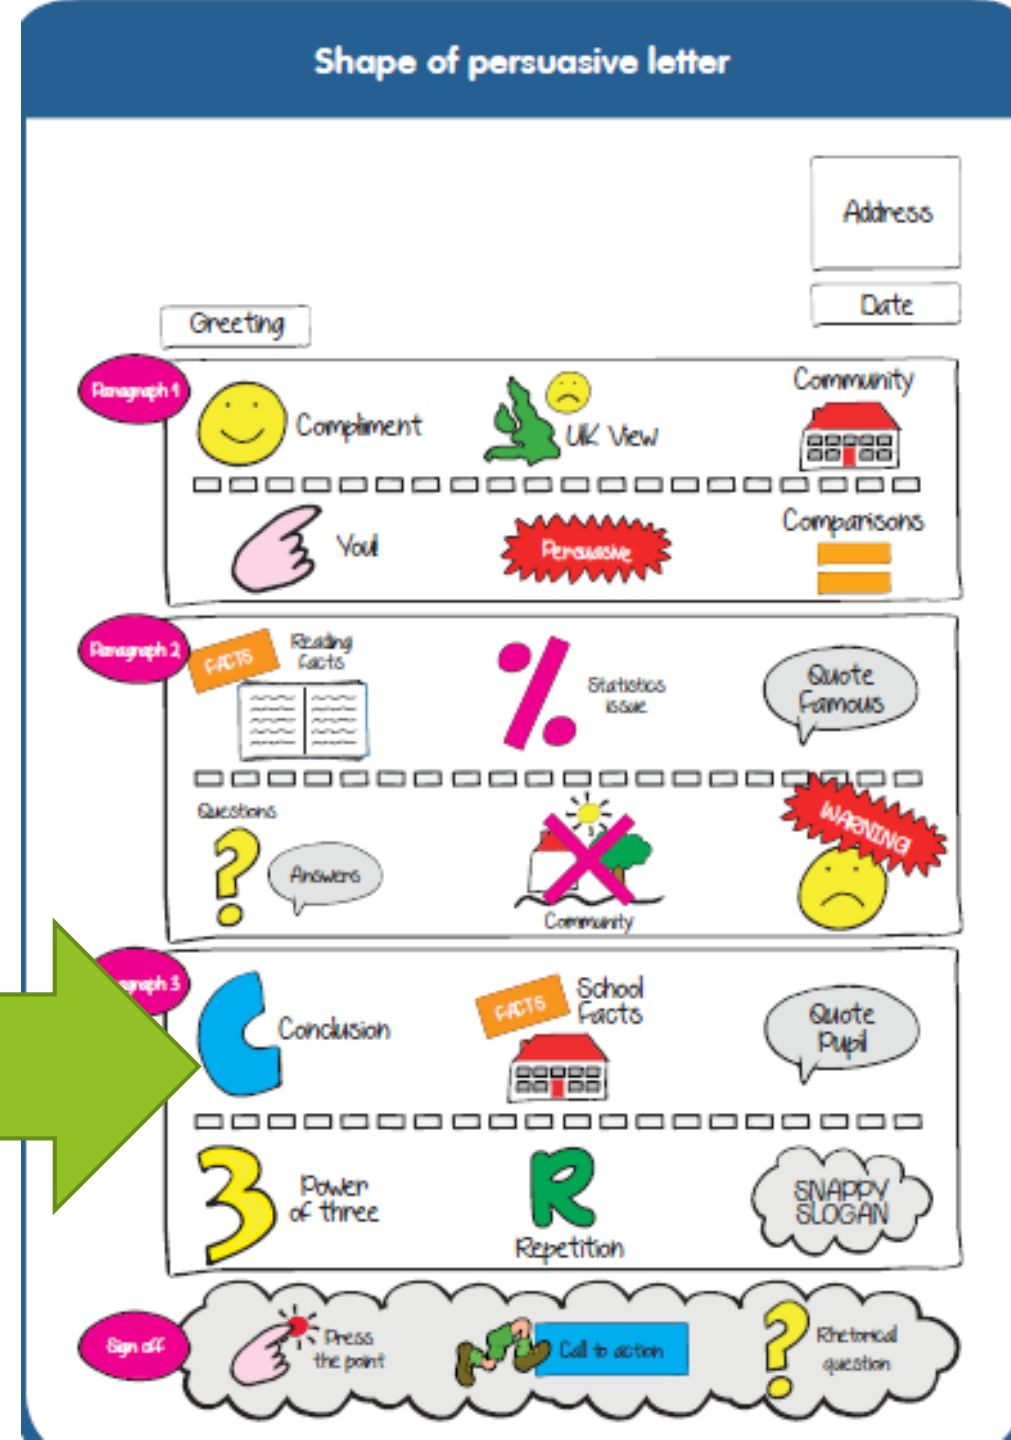 Shape of persuasive letter
Address
Date
Greeting
Paragraph 1
Compliment
UK View
Community
You!
Persuasive
Comparisons
Paragraph 2
FACTS
Reading
facts
Statistics
issue
Quote
Famous
Questions
Answers
Community
WARNING!
agraph 3
Conclusion
FACTS
School
Facts
Quote
Pupil
Power
of three
Repetition
SNAPPY
SLOGAN
Sign off
Press
the point
Call to action
Rhetorical
question